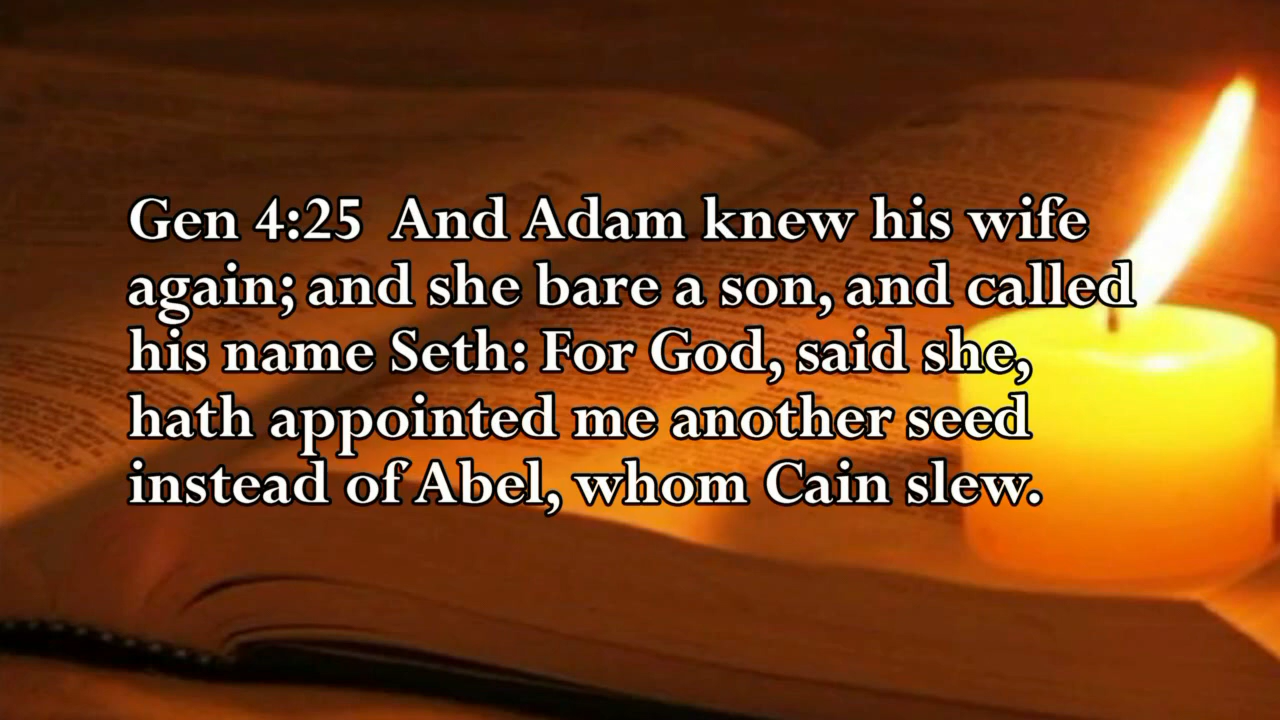 Gen 4:25  And Adam knew his wife
again; and she bare a son, and called
his name Seth: For God, said she,
hath appointed me another seed
instead of Abel, whom Cain slew.